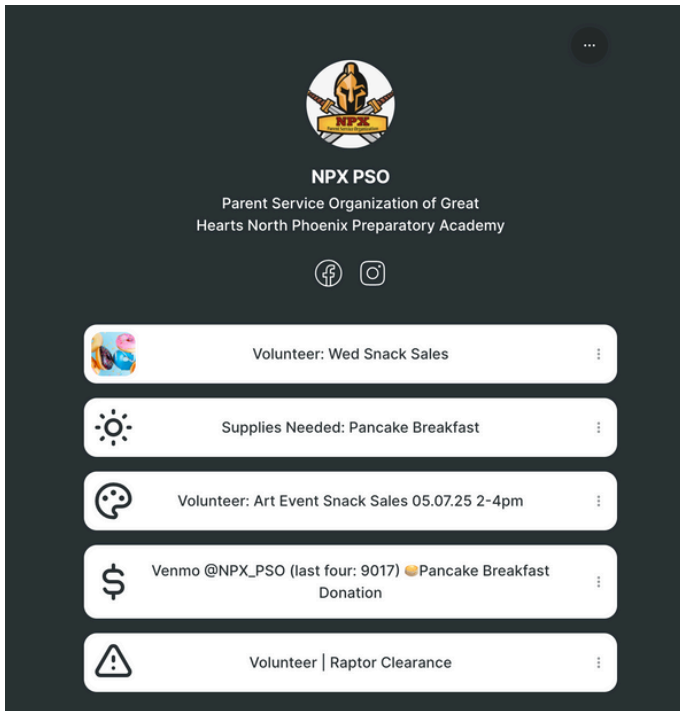 NPX
Parent Service Organization
NPX PSO
Parent Service Organization of Great
Hearts North Phoenix Preparatory Academy
Volunteer: Wed Snack Sales
Supplies Needed: Pancake Breakfast
Volunteer: Art Event Snack Sales 05.07.25 2-4pm
Venmo @NPX_PSO (last four: 9017) 🥞Pancake Breakfast
Donation
Volunteer | Raptor Clearance